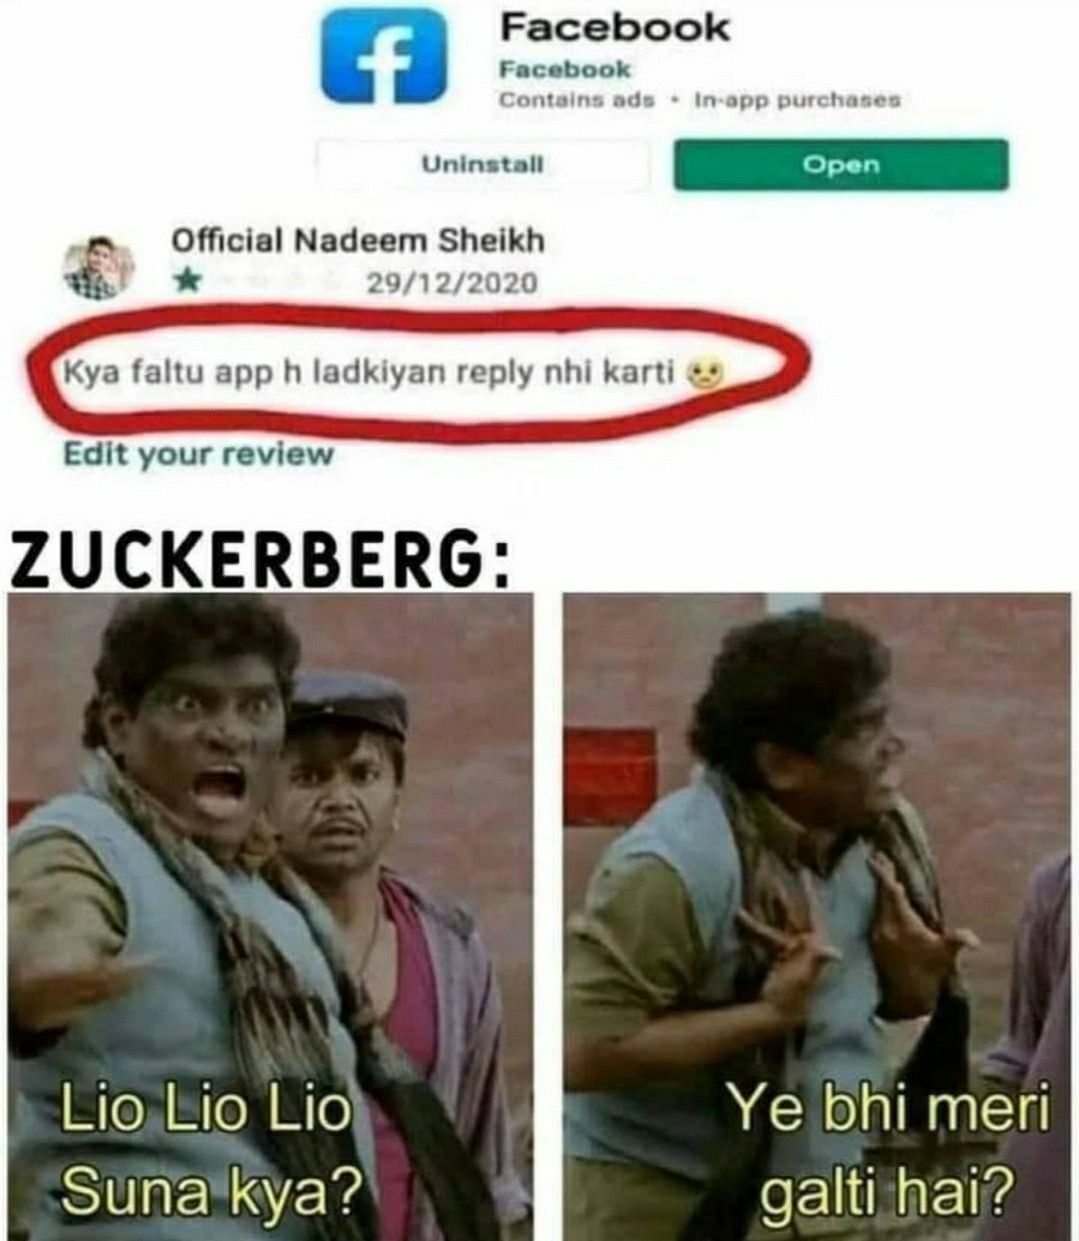 Facebook
Facebook
Contains ads • In-app purchases
Uninstall
Open
Official Nadeem Sheikh
29/12/2020
Kya faltu app h ladkiyan reply nhi karti
Edit your review
ZUCKERBERG:
Lio Lio Lio
Suna kya?
Ye bhi meri
galti hai?